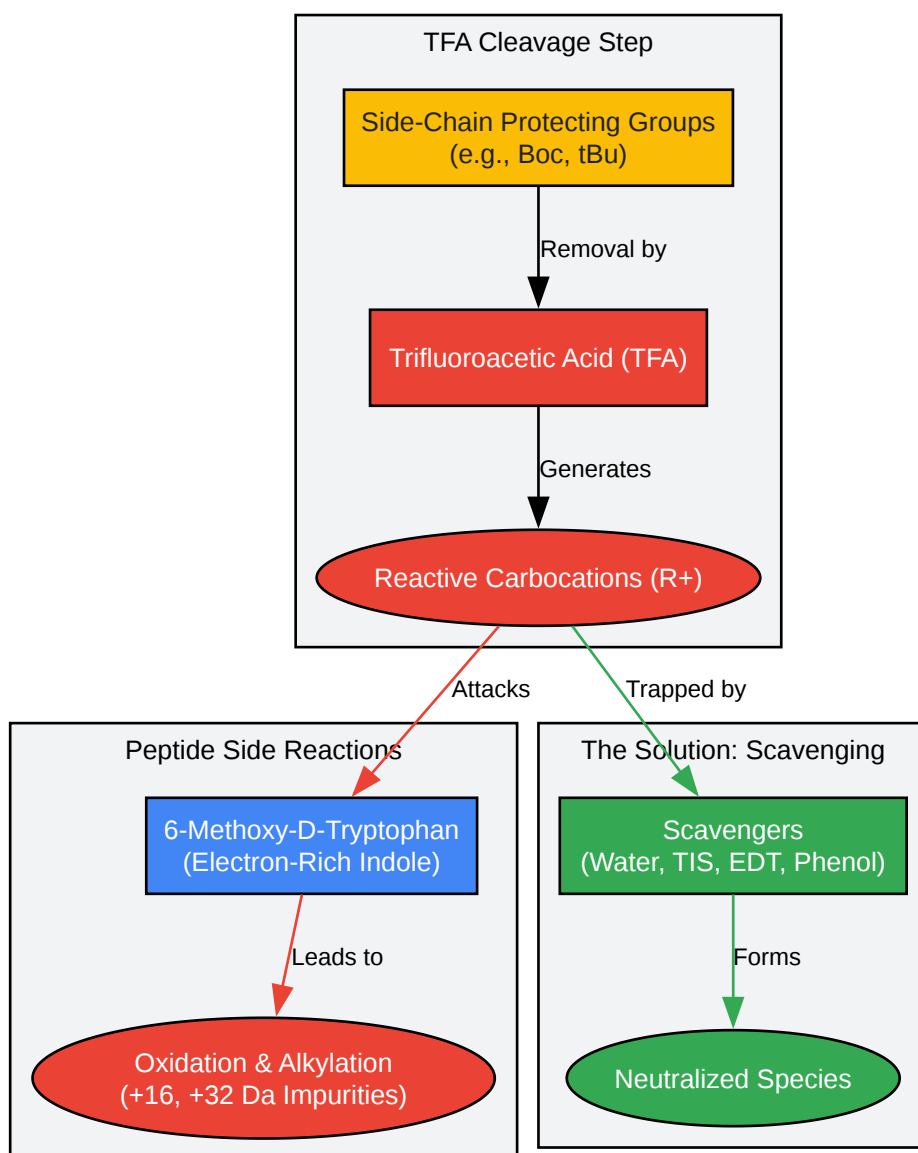 TFA Cleavage Step
Side-Chain Protecting Groups
(e.g., Boc, tBu)
Removal by
Trifluoroacetic Acid (TFA)
Generates
Reactive Carbocations (R+)
Attacks
Trapped by
Peptide Side Reactions
The Solution: Scavenging
6-Methoxy-D-Tryptophan
(Electron-Rich Indole)
Scavengers
(Water, TIS, EDT, Phenol)
Leads to
Forms
Oxidation & Alkylation
(+16, +32 Da Impurities)
Neutralized Species